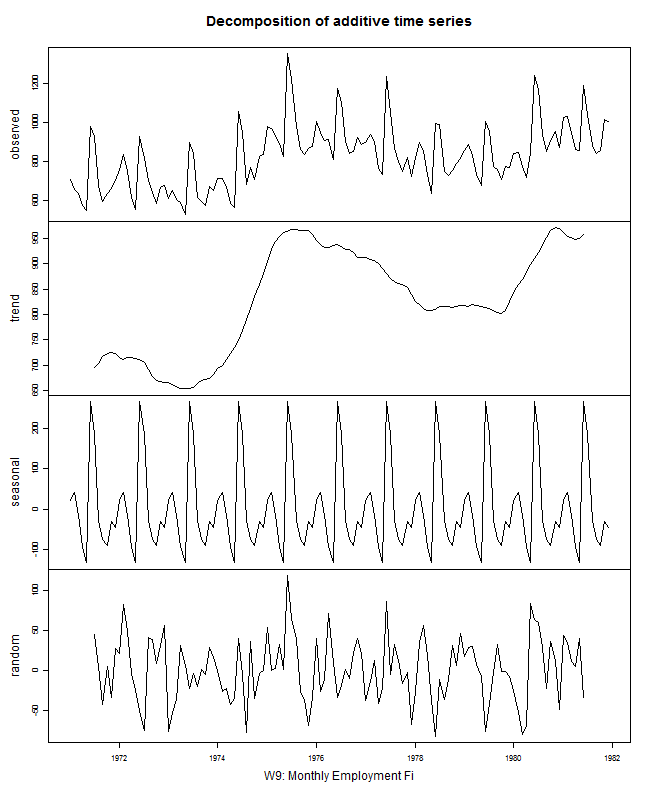 Decomposition of additive time series
observed
1200
1000
800
600
trend
950
900
850
800
750
700
650
seasonal
200
100
0
-100
random
100
50
0
-50
1972 1974 1976 1978 1980 1982
W9: Monthly Employment Fi